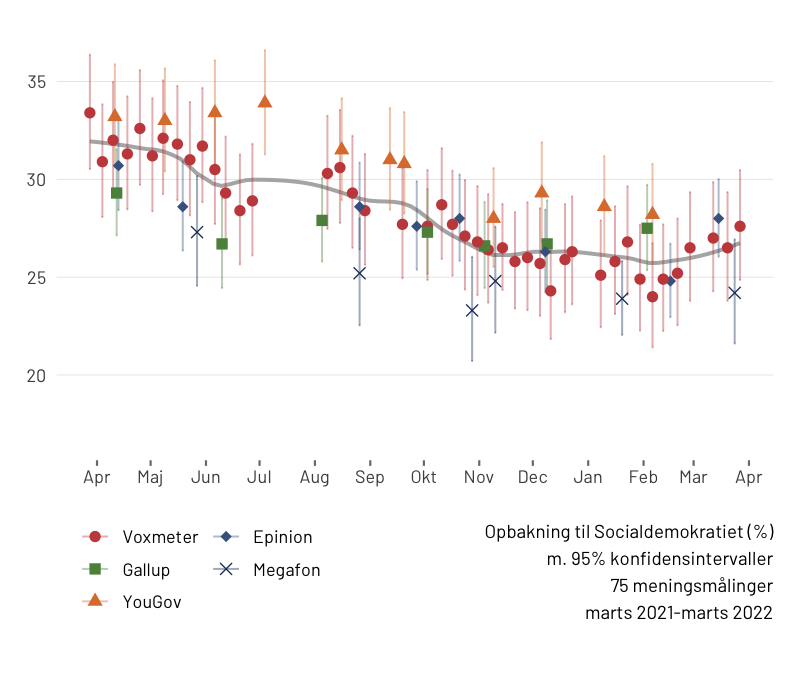 35
30
25
20
Apr Maj Jun Jul Aug Sep Okt Nov Dec Jan Feb Mar Apr
Voxmeter Epinion
Gallup Megafon
YouGov
Opbakning til Socialdemokratiet (%)
m. 95% konfidensintervaller
75 meningsmålinger
marts 2021-marts 2022